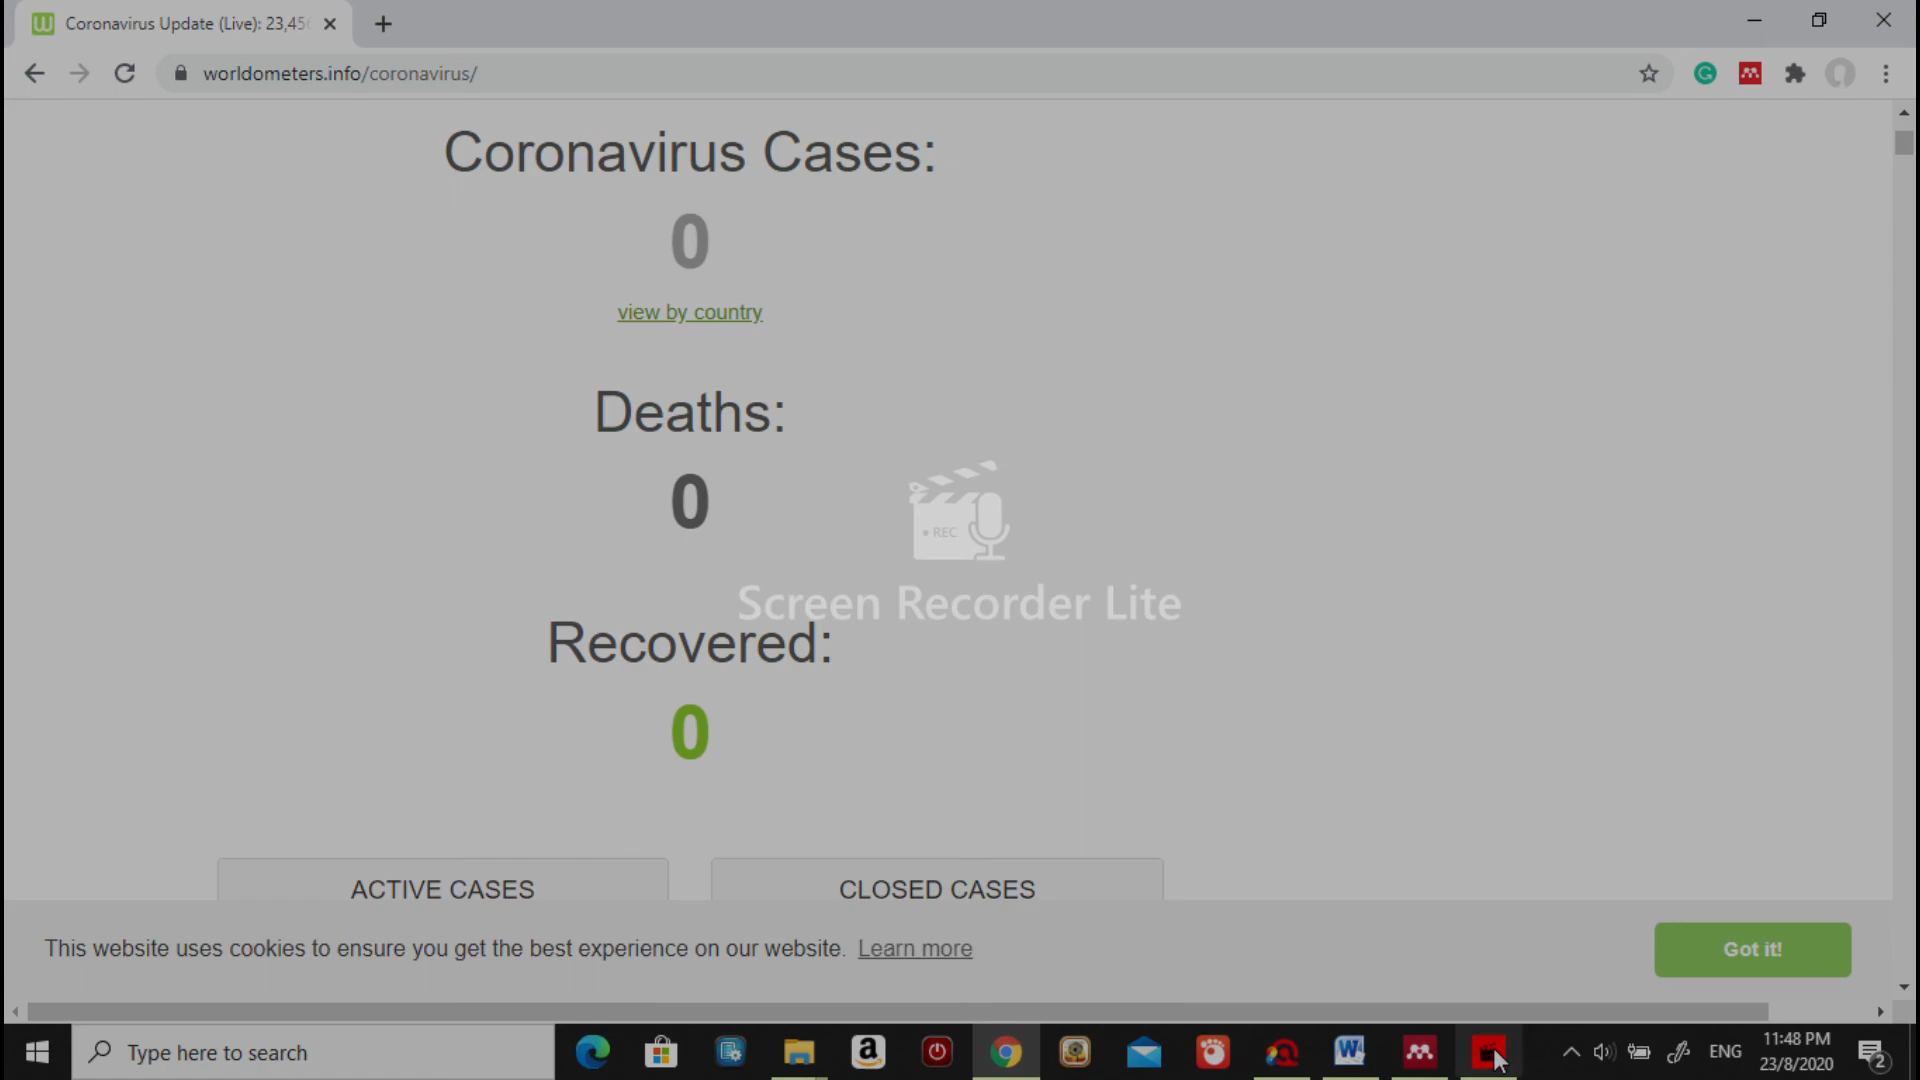 Coronavirus Update (Live): 23,456
worldometers.info/coronavirus/
Coronavirus Cases:
0
view by country
Deaths:
0
• REC
Screen Recorder Lite
Recovered:
0
ACTIVE CASES
CLOSED CASES
This website uses cookies to ensure you get the best experience on our website. Learn more
Got it!
Type here to search
ENG
11:48 PM
23/8/2020
2